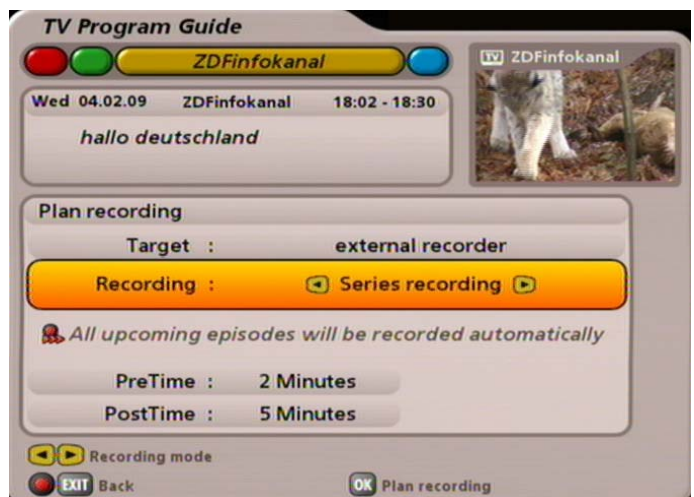 TV Program Guide
ZDFinfokanal
TV ZDFinfokanal
Wed 04.02.09 ZDFinfokanal 18:02 - 18:30
hallo deutschland
Plan recording
Target : external recorder
Recording : Series recording
All upcoming episodes will be recorded automatically
PreTime : 2 Minutes
PostTime : 5 Minutes
Recording mode
EXIT Back OK Plan recording